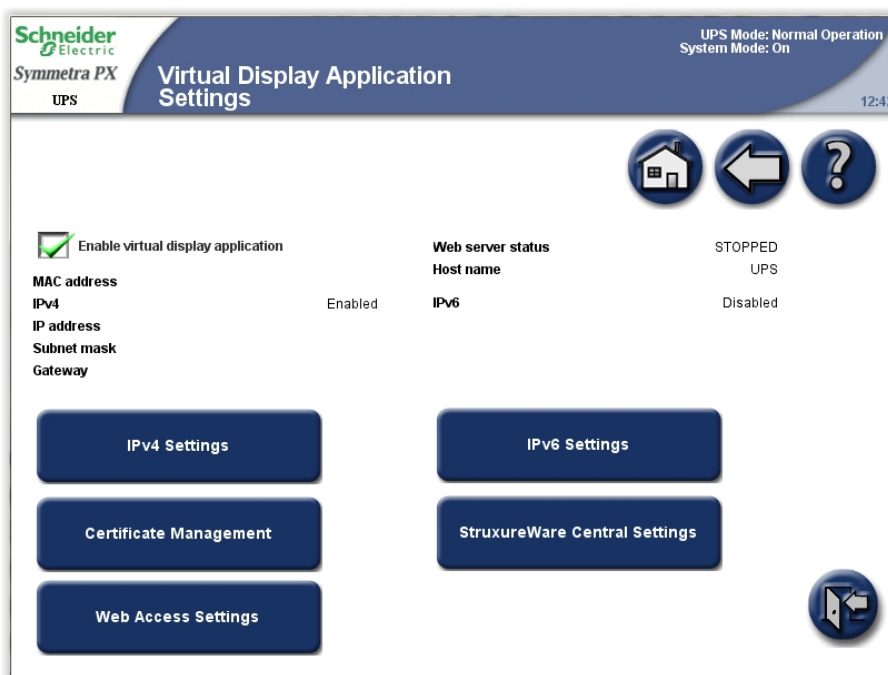 Schneider
Electric
Symmetra PX
UPS
Virtual Display Application
Settings
UPS Mode: Normal Operation
System Mode: On
?
Enable virtual display application
MAC address
IPv4 Enabled
IP address
Subnet mask
Gateway
Web server status STOPPED
Host name UPS
IPv6 Disabled
IPv4 Settings
IPv6 Settings
Certificate Management
StruxureWare Central Settings
Web Access Settings